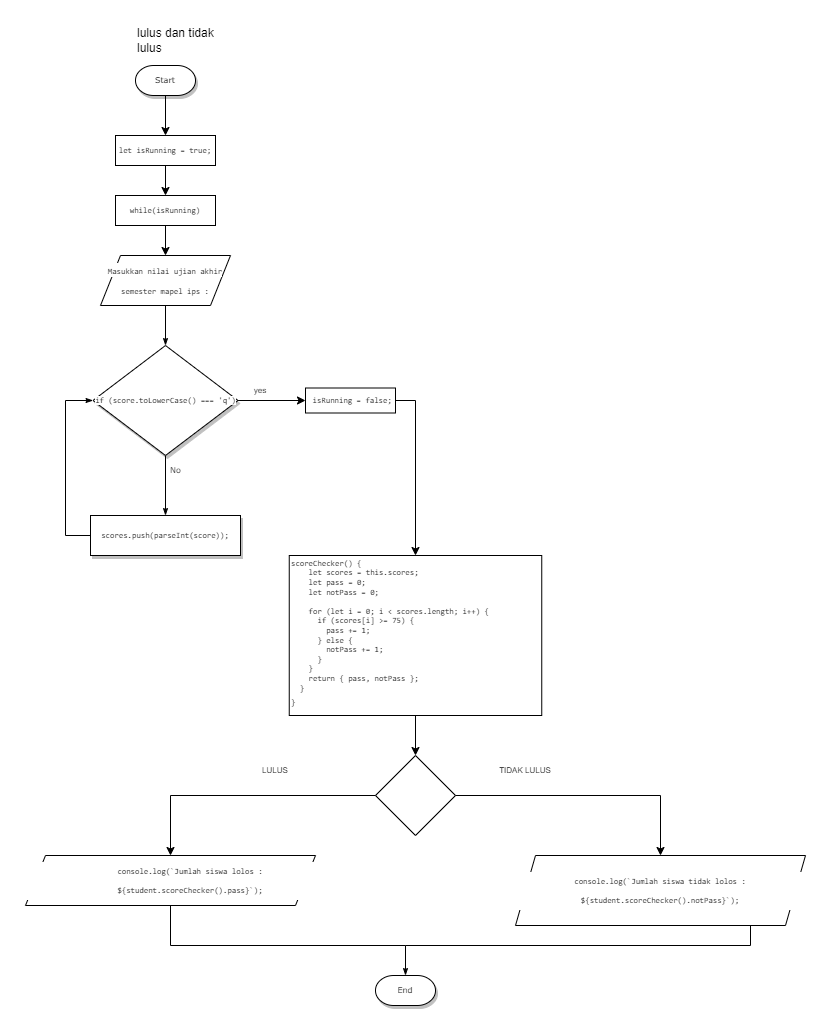 lulus dan tidak
lulus
Start
let isRunning = true;
while(isRunning)
Masukkan nilai ujian akhir
semester mapel ips :
if (score.toLowerCase() === 'q')
yes
isRunning = false;
No
scores.push(parseInt(score));
scoreChecker() {
let scores = this.scores;
let pass = 0;
let notPass = 0;
for (let i = 0; i < scores.length; i++) {
if (scores[i] >= 75) {
pass += 1;
} else {
notPass += 1;
}
}
return { pass, notPass };
}
}
LULUS
TIDAK LULUS
console.log(`Jumlah siswa lolos :
${student.scoreChecker().pass}`);
console.log(`Jumlah siswa tidak lolos :
${student.scoreChecker().notPass}`);
End